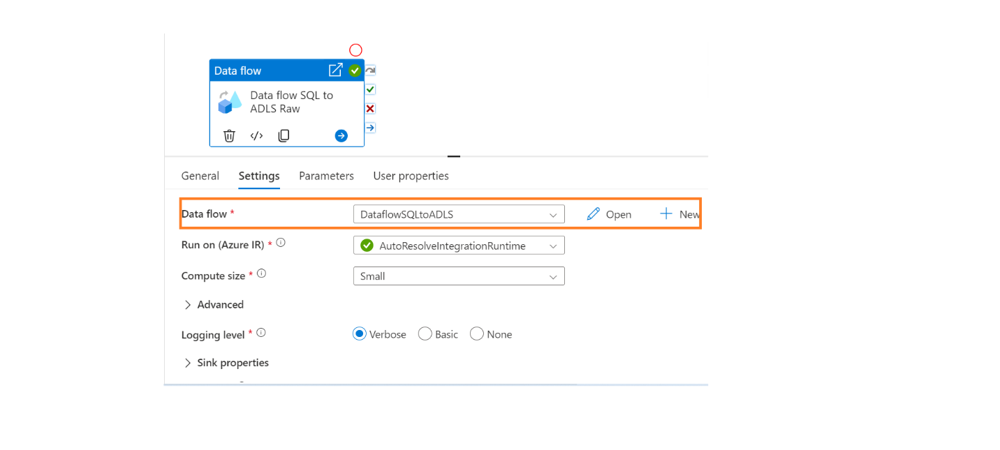 Data flow
Data flow SQL to
ADLS Raw
General Settings Parameters User properties
Data flow * DataflowSQLtoADLS Open New
Run on (Azure IR) * AutoResolveIntegrationRuntime
Compute size * Small
Advanced
Logging level * Verbose Basic None
Sink properties